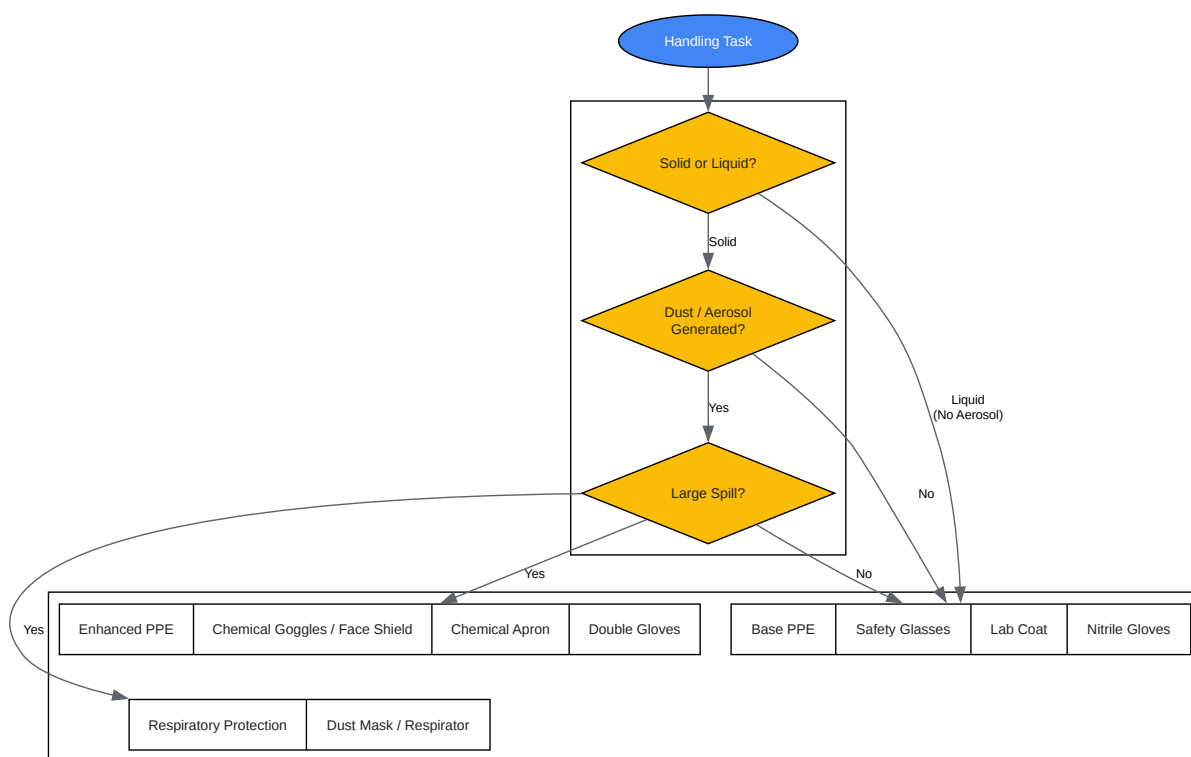 Handling Task
Solid or Liquid?
Solid
Dust / Aerosol
Generated?
Liquid
(No Aerosol)
Yes
Large Spill?
No
Yes
No
Yes
Enhanced PPE
Chemical Goggles / Face Shield
Chemical Apron
Double Gloves
Base PPE
Safety Glasses
Lab Coat
Nitrile Gloves
Respiratory Protection
Dust Mask / Respirator